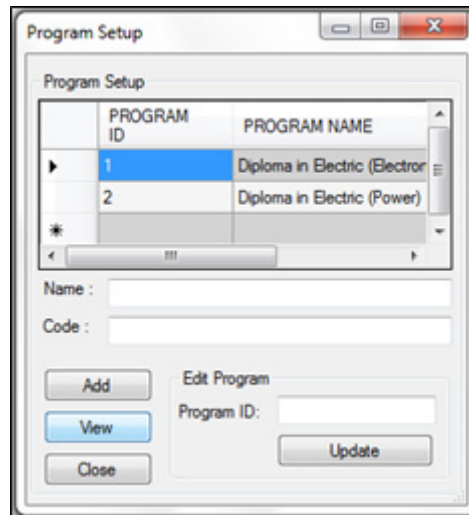 Program Setup
Program Setup
PROGRAM
ID
PROGRAM NAME
1
Diploma in Electric (Electror
2
Diploma in Electric (Power)
Name :
Code :
Add
Edit Program
Program ID:
View
Update
Close